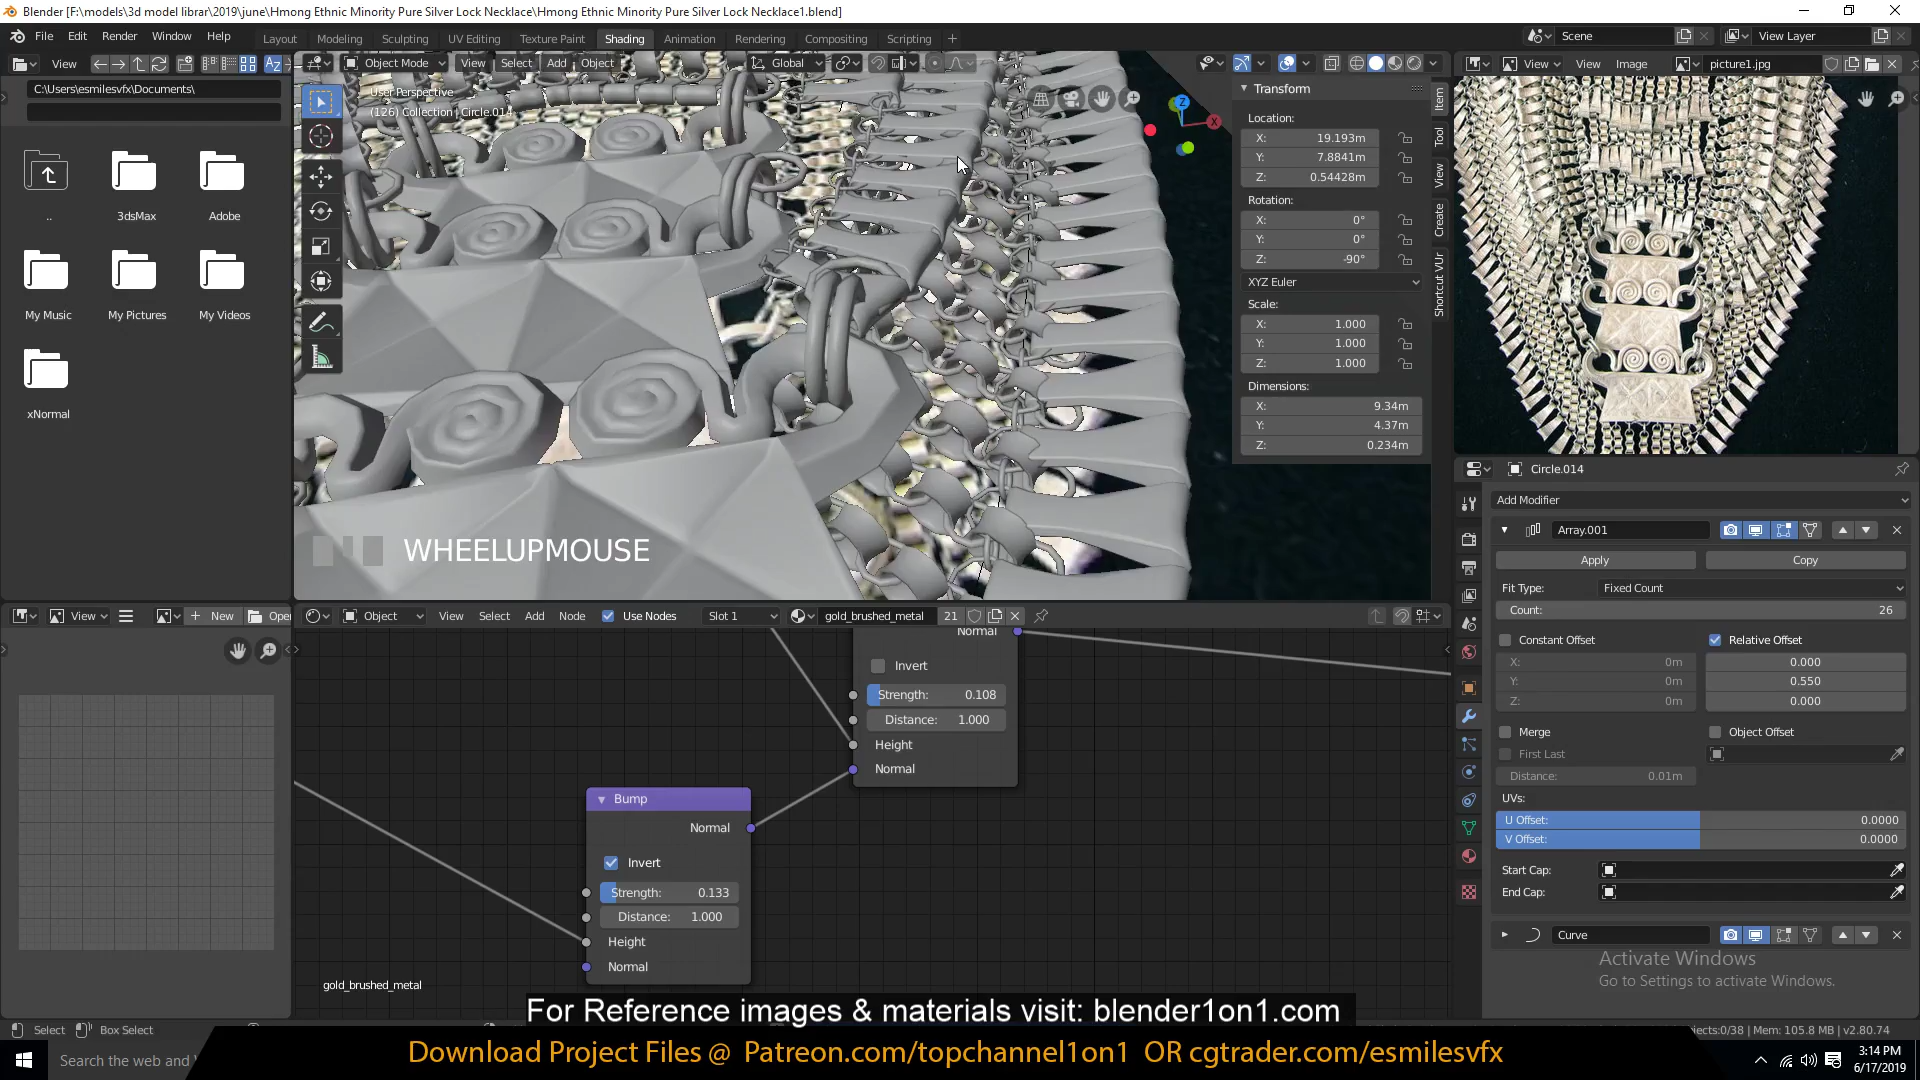 Blender [F:\models\3d model librar\2019\june\Hmong Ethnic Minority Pure Silver Lock Necklace\Hmong Ethnic Minority Pure Silver Lock Necklace1.blend]
File Edit Render Window Help
Layout Modeling Sculpting UV Editing Texture Paint Shading Animation Rendering Compositing Scripting +
Scene
View Layer
View
C:\Users\esmilesvfx\Documents\
..
3dsMax
Adobe
My Music
My Pictures
My Videos
xNormal
Object Mode View Select Add Object Global
User Perspective
(126) Collection | Circle.014
WHEELUPMOUSE
Z
X
Transform
Location:
X: 19.193m
Y: 7.8841m
Z: 0.54428m
Rotation:
X: 0°
Y: 0°
Z: -90°
XYZ Euler
Scale:
X: 1.000
Y: 1.000
Z: 1.000
Dimensions:
X: 9.34m
Y: 4.37m
Z: 0.234m
Item
Tool
View
Create
Shortcut VUr
View View Image picture1.jpg
Circle.014
Add Modifier
Array.001
Apply Copy
Fit Type: Fixed Count
Count: 26
Constant Offset Relative Offset
X: 0m 0.000
Y: 0m 0.550
Z: 0m 0.000
Merge Object Offset
First Last
Distance: 0.01m
UVs:
U Offset: 0.0000
V Offset: 0.0000
Start Cap:
End Cap:
Curve
Activate Windows
Go to Settings to activate Windows.
View New Open
Object View Select Add Node Use Nodes Slot 1 gold_brushed_metal 21
Normal
Invert
Strength: 0.108
Distance: 1.000
Height
Normal
Bump
Normal
Invert
Strength: 0.133
Distance: 1.000
Height
Normal
gold_brushed_metal
For Reference images & materials visit: blender1on1.com
Select Box Select
jects:0/38 | Mem: 105.8 MB | v2.80.74
Search the web and
Download Project Files @ Patreon.com/topchannel1on1 OR cgtrader.com/esmilesvfx
3:14 PM
6/17/2019